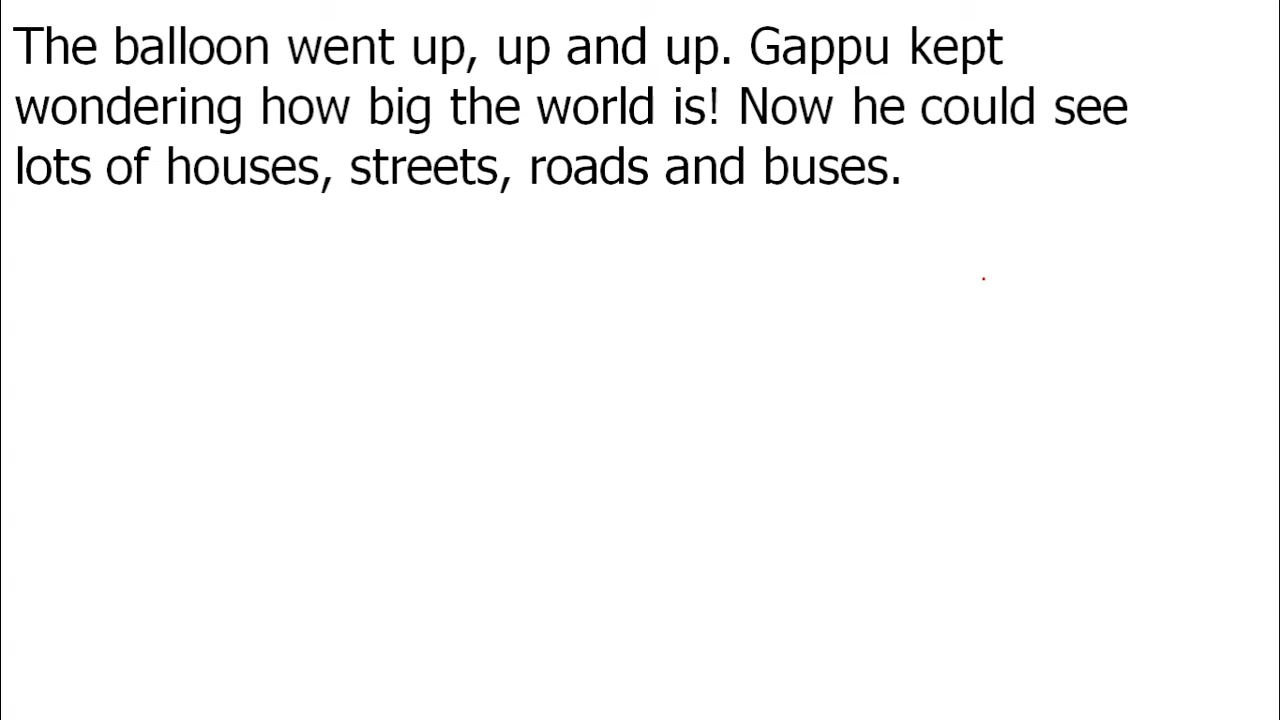 The balloon went up, up and up. Gappu kept
wondering how big the world is! Now he could see
lots of houses, streets, roads and buses.